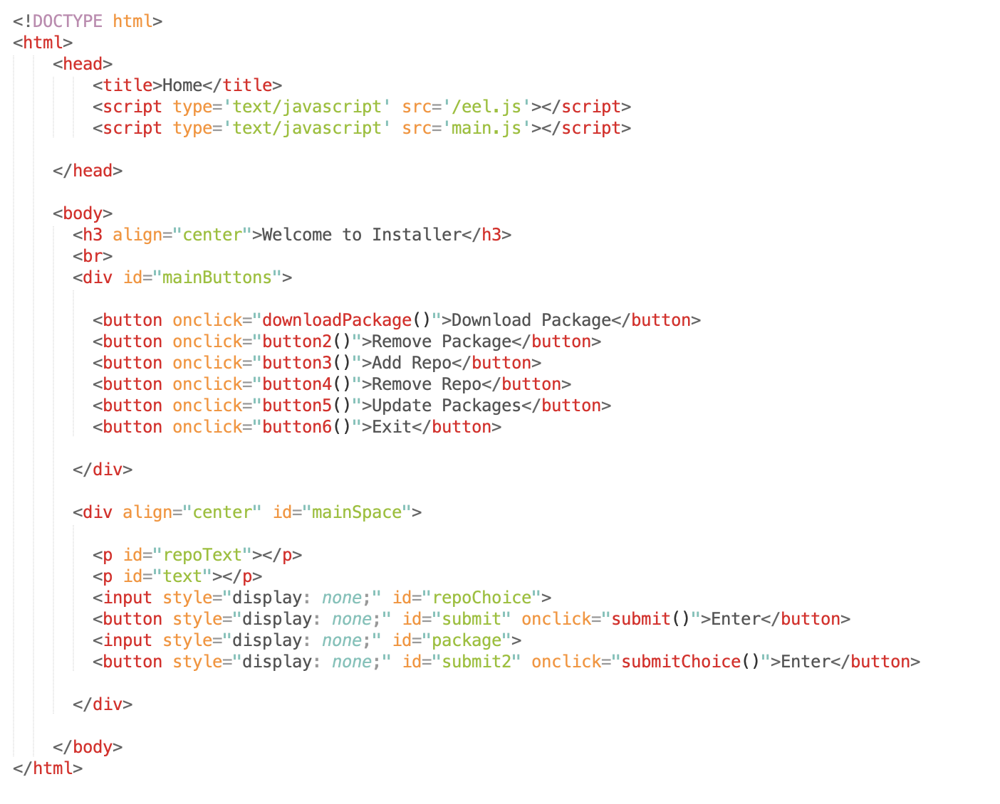 <!DOCTYPE html>
<html>
    <head>
        <title>Home</title>
        <script type='text/javascript' src='/eel.js'></script>
        <script type='text/javascript' src='main.js'></script>

    </head>

    <body>
      <h3 align="center">Welcome to Installer</h3>
      <br>
      <div id="mainButtons">

        <button onclick="downloadPackage()">Download Package</button>
        <button onclick="button2()">Remove Package</button>
        <button onclick="button3()">Add Repo</button>
        <button onclick="button4()">Remove Repo</button>
        <button onclick="button5()">Update Packages</button>
        <button onclick="button6()">Exit</button>

      </div>

      <div align="center" id="mainSpace">

        <p id="repoText"></p>
        <p id="text"></p>
        <input style="display: none;" id="repoChoice">
        <button style="display: none;" id="submit" onclick="submit()">Enter</button>
        <input style="display: none;" id="package">
        <button style="display: none;" id="submit2" onclick="submitChoice()">Enter</button>

      </div>

    </body>
</html>